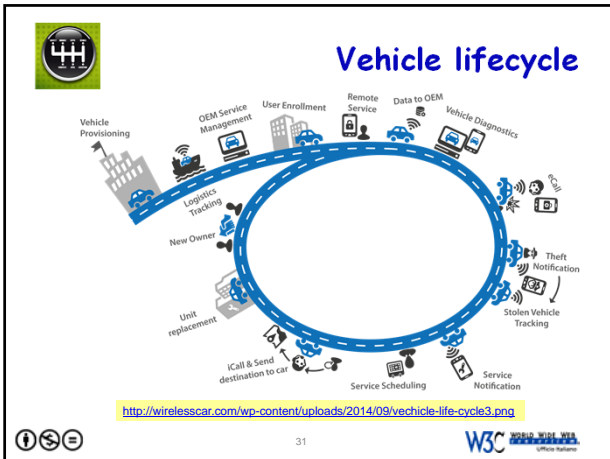 Vehicle lifecycle
Vehicle
Provisioning
Logistics
Tracking
OEM Service
Management
User Enrollment
Remote
Service
Data to OEM
Vehicle Diagnostics
eCall
Theft
Notification
Stolen Vehicle
Tracking
Service
Notification
Service Scheduling
iCall & Send
destination to car
Unit
replacement
New Owner
http://wirelesscar.com/wp-content/uploads/2014/09/vechicle-life-cycle3.png
31
W3C WORLD WIDE WEB
consortium
Ufficio Italiano